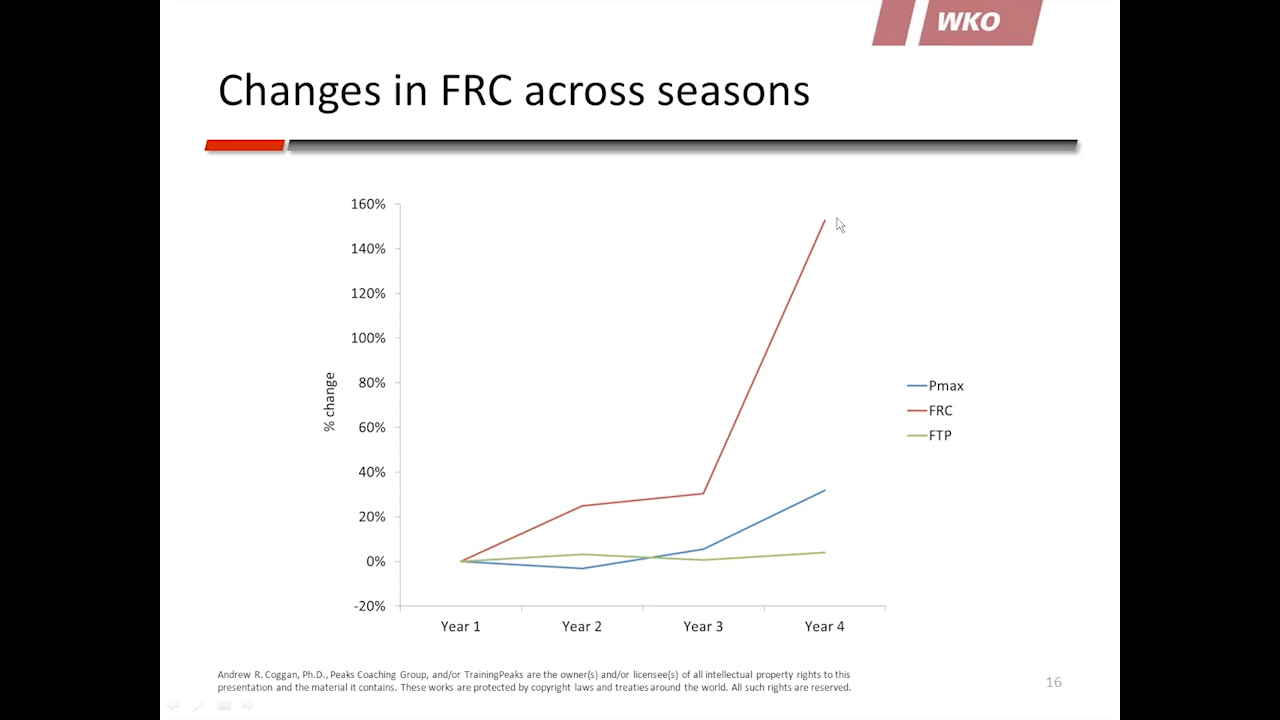 WKO
Changes in FRC across seasons
160%
140%
120%
100%
80%
60%
40%
20%
0%
-20%
% change
Year 1
Year 2
Year 3
Year 4
Pmax
FRC
FTP
Andrew R. Coggan, Ph.D., Peaks Coaching Group, and/or TrainingPeaks are the owner(s) and/or licensee(s) of all intellectual property rights to this
presentation and the material it contains. These works are protected by copyright laws and treaties around the world. All such rights are reserved.
16